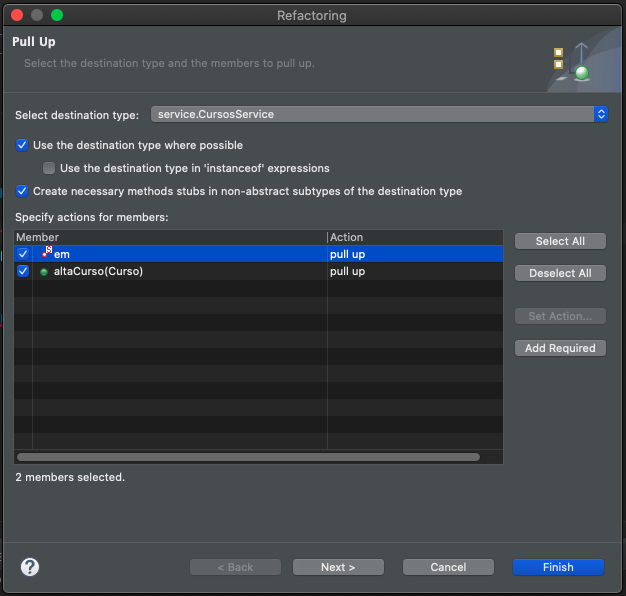 Refactoring
Pull Up
Select the destination type and the members to pull up.
Select destination type: service.CursosService
Use the destination type where possible
Use the destination type in 'instanceof' expressions
Create necessary methods stubs in non-abstract subtypes of the destination type
Specify actions for members:
Member Action
S em pull up
altaCurso(Curso) pull up
Select All
Deselect All
Set Action...
Add Required
2 members selected.
? < Back Next > Cancel Finish